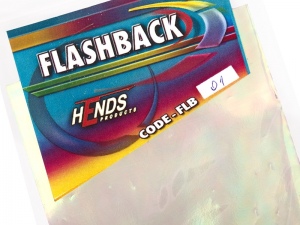 FLASHBACK
HENDS
PRODUCTS
CODE - FLB 04